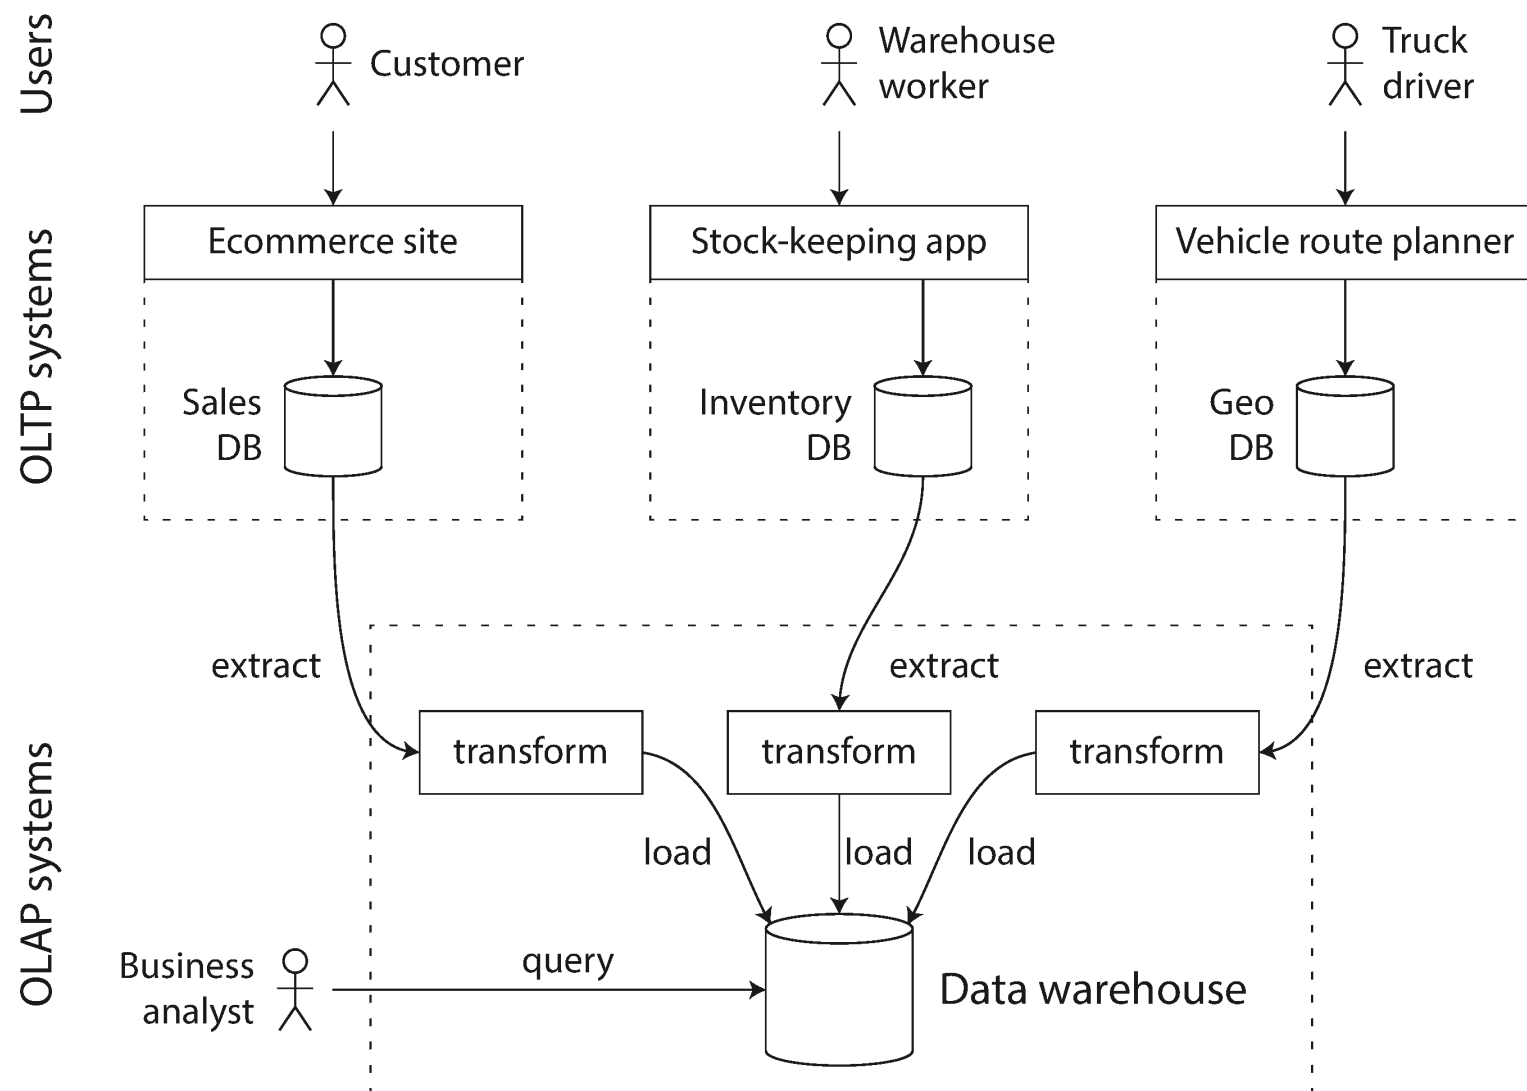 Users
Customer
Warehouse
worker
Truck
driver
OLTP systems
Ecommerce site
Stock-keeping app
Vehicle route planner
Sales
DB
Inventory
DB
Geo
DB
extract
extract
extract
OLAP systems
transform
transform
transform
load
load
load
Business
analyst
query
Data warehouse